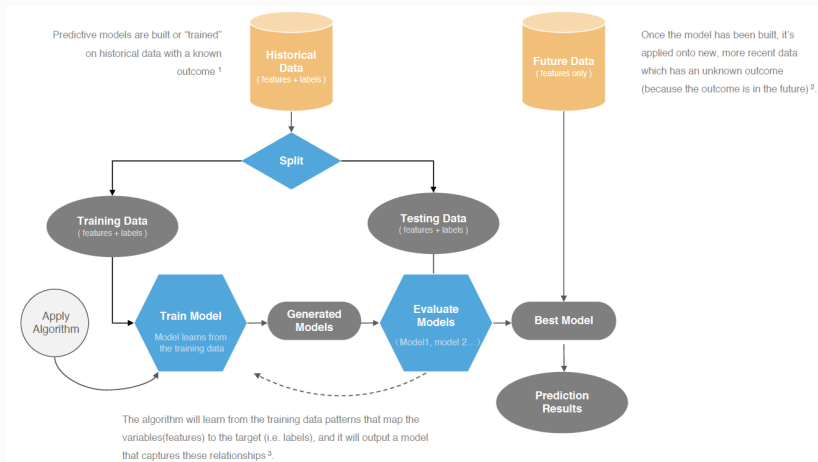 Predictive models are built or “trained”
on historical data with a known
outcome 1
Historical
Data
( features + labels )
Future Data
( features only )
Once the model has been built, it's
applied onto new, more recent data
which has an unknown outcome
(because the outcome is in the future) 2.
Split
Training Data
( features + labels )
Testing Data
( features + labels )
Apply
Algorithm
Train Model
Model learns from
the training data
Generated
Models
Evaluate
Models
(Model1, model 2...)
Best Model
Prediction
Results
The algorithm will learn from the training data patterns that map the
variables(features) to the target (i.e. labels), and it will output a model
that captures these relationships 3.